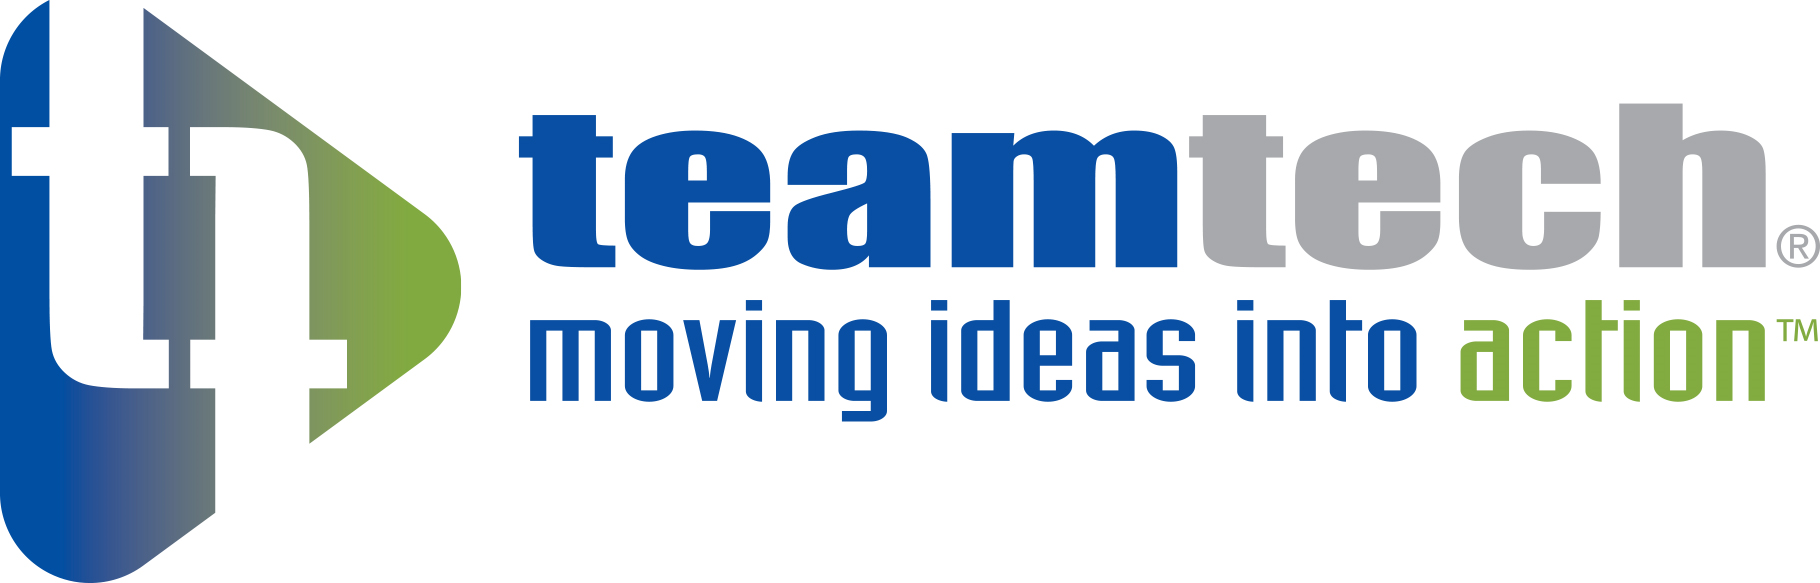 teamtech®
moving ideas into action™